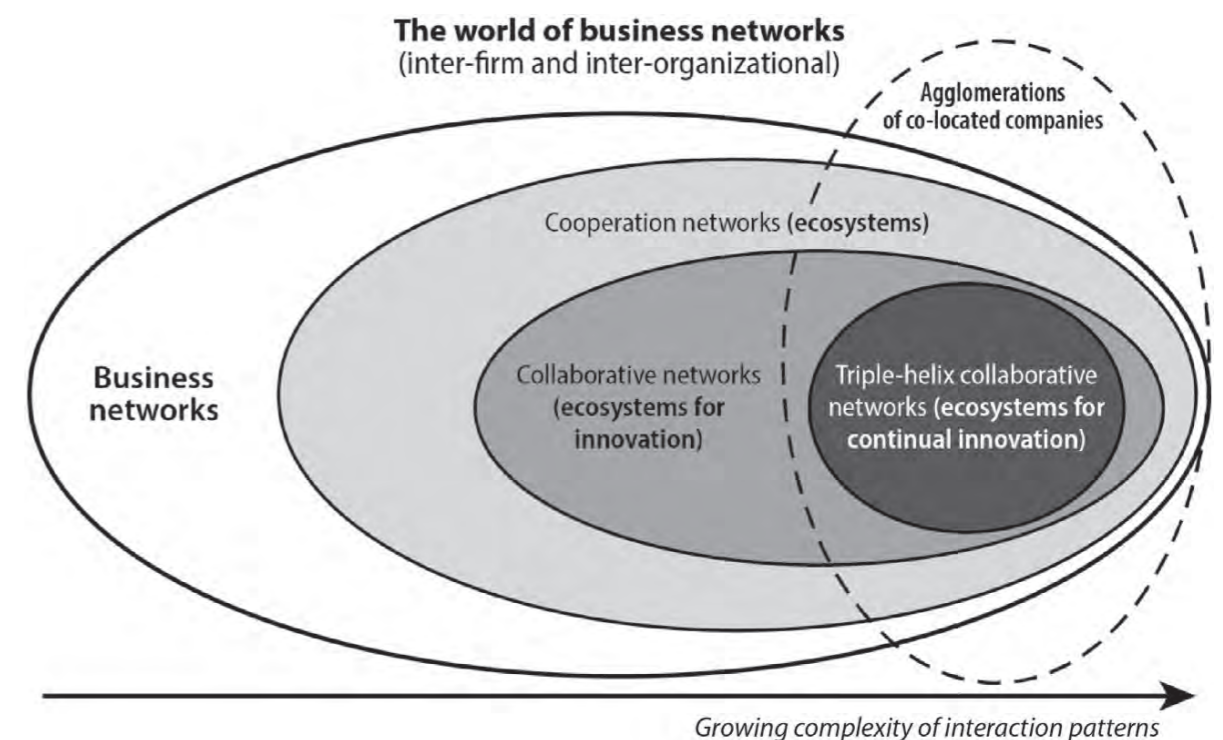 The world of business networks
(inter-firm and inter-organizational)
Agglomerations
of co-located companies
Cooperation networks (ecosystems)
Business
networks
Collaborative networks
(ecosystems for
innovation)
Triple-helix collaborative
networks (ecosystems for
continual innovation)
Growing complexity of interaction patterns